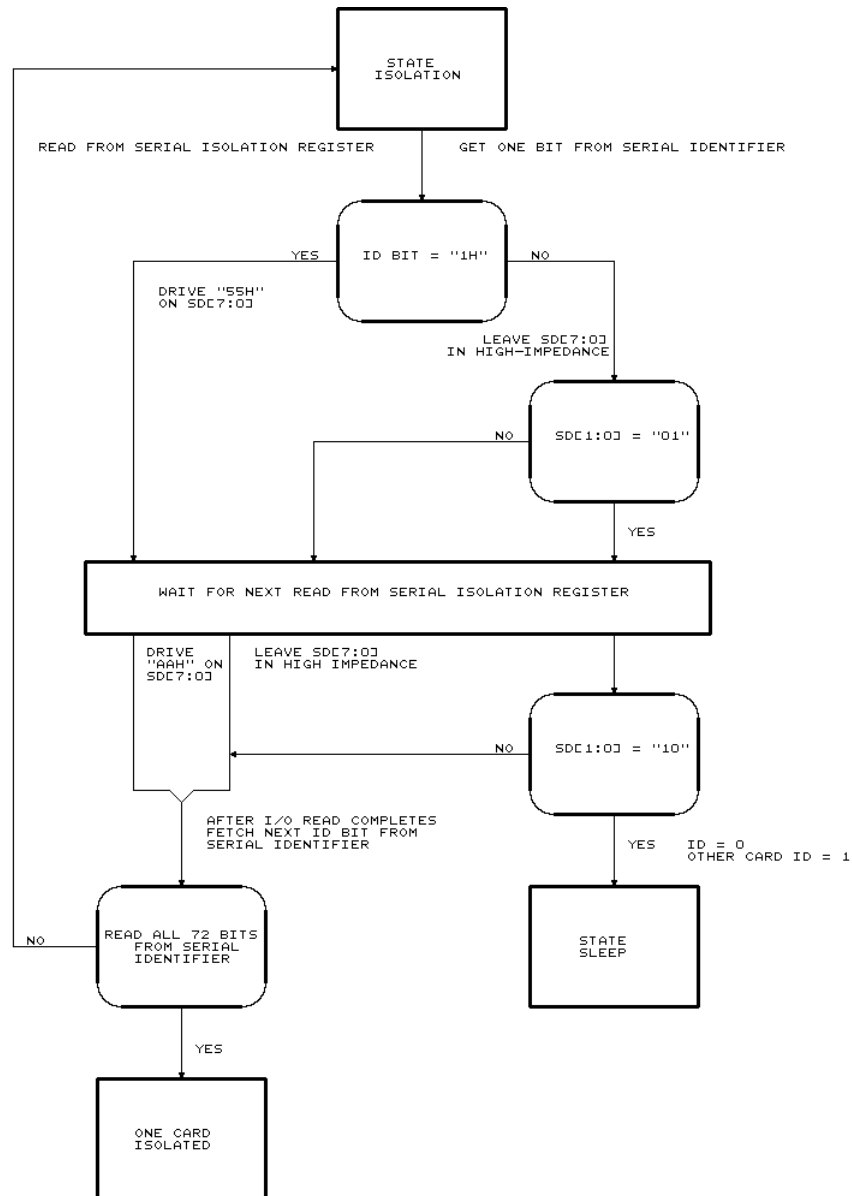 STATE
ISOLATION
READ FROM SERIAL ISOLATION REGISTER
GET ONE BIT FROM SERIAL IDENTIFIER
YES
ID BIT = "1H"
NO
DRIVE "55H"
ON SD[7:0]
LEAVE SD[7:0]
IN HIGH-IMPEDANCE
NO
SD[1:0] = "01"
YES
WAIT FOR NEXT READ FROM SERIAL ISOLATION REGISTER
DRIVE
"AAH" ON
SD[7:0]
LEAVE SD[7:0]
IN HIGH IMPEDANCE
NO
SD[1:0] = "10"
AFTER I/O READ COMPLETES
FETCH NEXT ID BIT FROM
SERIAL IDENTIFIER
YES
ID = 0
OTHER CARD ID = 1
NO
READ ALL 72 BITS
FROM SERIAL
IDENTIFIER
STATE
SLEEP
YES
ONE CARD
ISOLATED